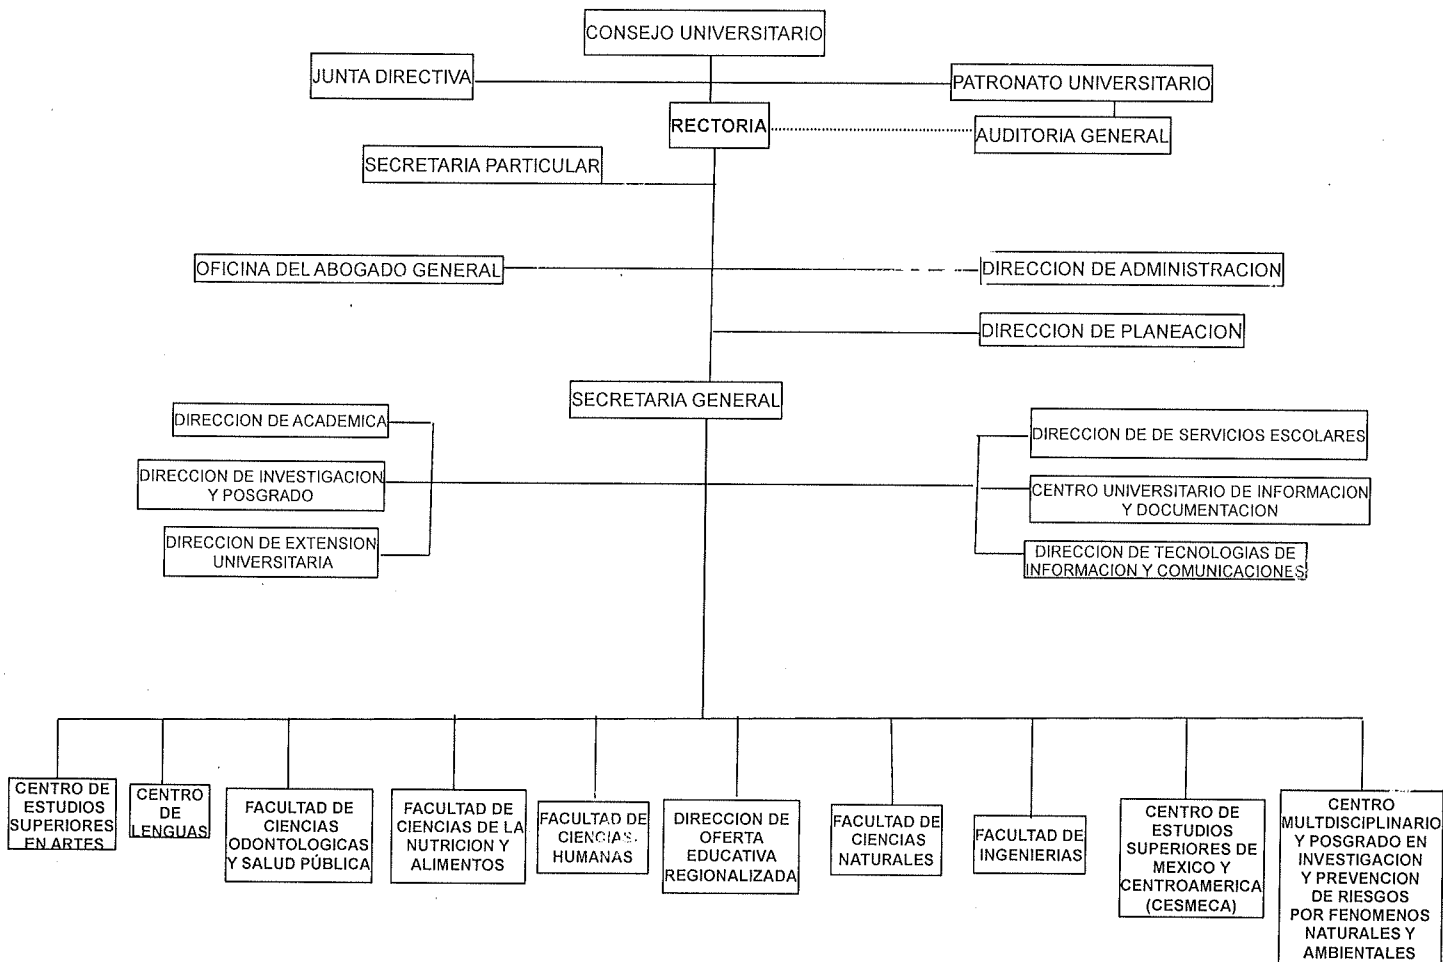 CONSEJO UNIVERSITARIO
JUNTA DIRECTIVA
PATRONATO UNIVERSITARIO
RECTORIA
AUDITORIA GENERAL
SECRETARIA PARTICULAR
OFICINA DEL ABOGADO GENERAL
DIRECCION DE ADMINISTRACION
DIRECCION DE PLANEACION
SECRETARIA GENERAL
DIRECCION DE ACADEMICA
DIRECCION DE INVESTIGACION
Y POSGRADO
DIRECCION DE EXTENSION
UNIVERSITARIA
DIRECCION DE DE SERVICIOS ESCOLARES
CENTRO UNIVERSITARIO DE INFORMACION
Y DOCUMENTACION
DIRECCION DE TECNOLOGIAS DE
INFORMACION Y COMUNICACIONES
CENTRO DE
ESTUDIOS
SUPERIORES
EN ARTES
CENTRO
DE
LENGUAS
FACULTAD DE
CIENCIAS
ODONTOLOGICAS
Y SALUD PÚBLICA
FACULTAD DE
CIENCIAS DE LA
NUTRICION Y
ALIMENTOS
FACULTAD DE
CIENCIAS
HUMANAS
DIRECCION DE
OFERTA
EDUCATIVA
REGIONALIZADA
FACULTAD DE
CIENCIAS
NATURALES
FACULTAD DE
INGENIERIAS
CENTRO DE
ESTUDIOS
SUPERIORES DE
MEXICO Y
CENTROAMERICA
(CESMECA)
CENTRO
MULTDISCIPLINARIO
Y POSGRADO EN
INVESTIGACION
Y PREVENCION
DE RIESGOS
POR FENOMENOS
NATURALES Y
AMBIENTALES